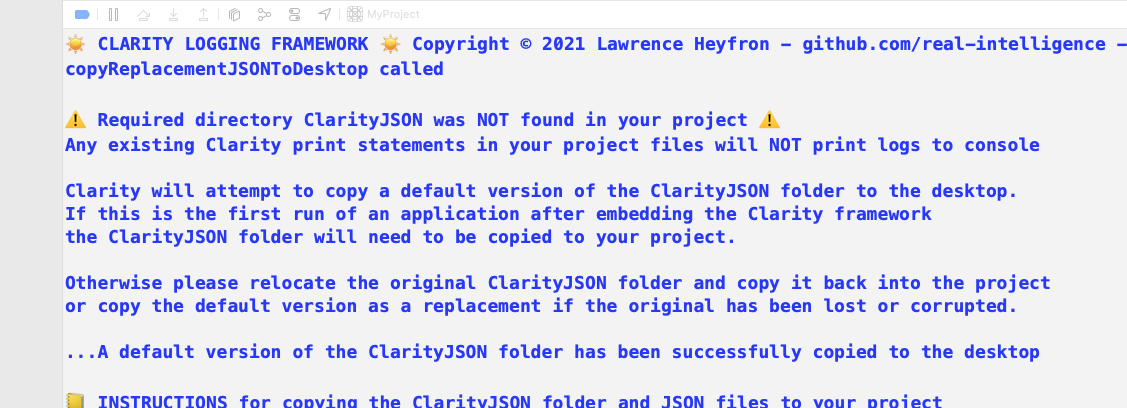 MyProject
☀️ CLARITY LOGGING FRAMEWORK ☀️ Copyright © 2021 Lawrence Heyfron - github.com/real-intelligence -
copyReplacementJSONToDesktop called
⚠️ Required directory ClarityJSON was NOT found in your project ⚠️
Any existing Clarity print statements in your project files will NOT print logs to console
Clarity will attempt to copy a default version of the ClarityJSON folder to the desktop.
If this is the first run of an application after embedding the Clarity framework
the ClarityJSON folder will need to be copied to your project.
Otherwise please relocate the original ClarityJSON folder and copy it back into the project
or copy the default version as a replacement if the original has been lost or corrupted.
...A default version of the ClarityJSON folder has been successfully copied to the desktop
📒 INSTRUCTIONS for copying the ClarityJSON folder and JSON files to your project